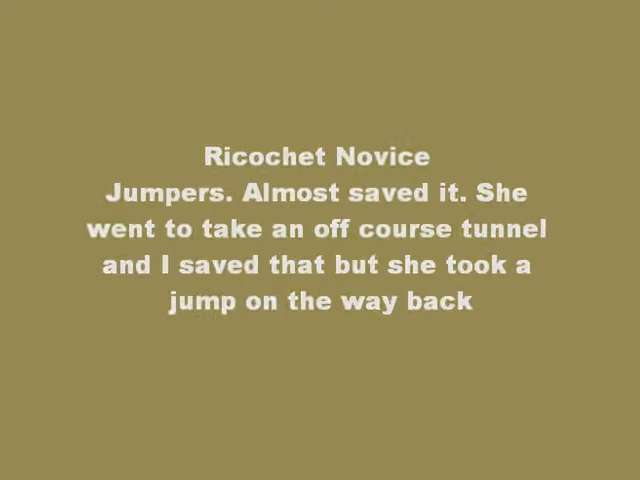 Ricochet Novice
Jumpers. Almost saved it. She
went to take an off course tunnel
and I saved that but she took a
jump on the way back